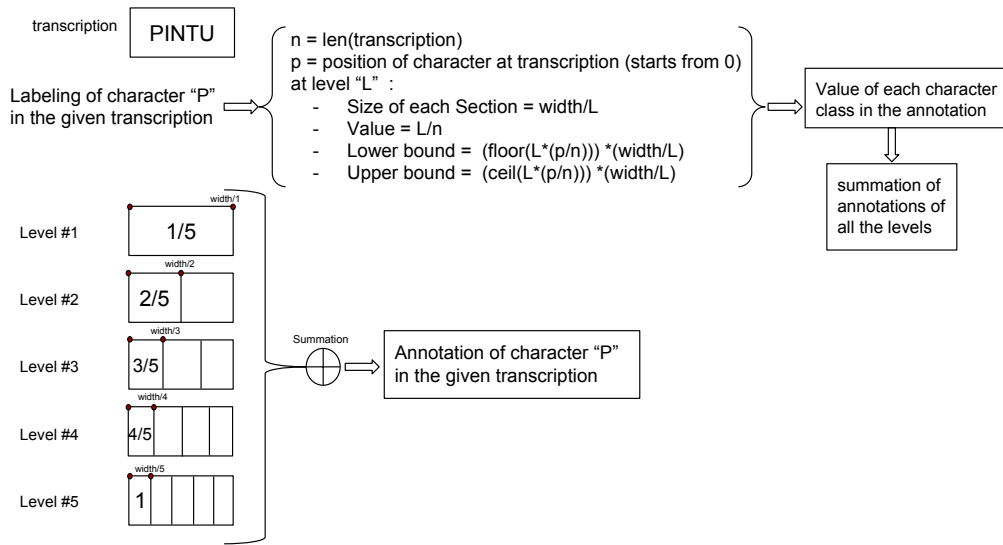 transcription
PINTU
Labeling of character “P”
in the given transcription
n = len(transcription)
p = position of character at transcription (starts from 0)
at level “L” :
- Size of each Section = width/L
- Value = L/n
- Lower bound = (floor(L*(p/n))) *(width/L)
- Upper bound = (ceil(L*(p/n))) *(width/L)
Value of each character
class in the annotation
summation of
annotations of
all the levels
width/1
Level #1
1/5
width/2
Level #2
2/5
width/3
Level #3
3/5
width/4
Level #4
4/5
width/5
Level #5
1
Summation
Annotation of character “P”
in the given transcription